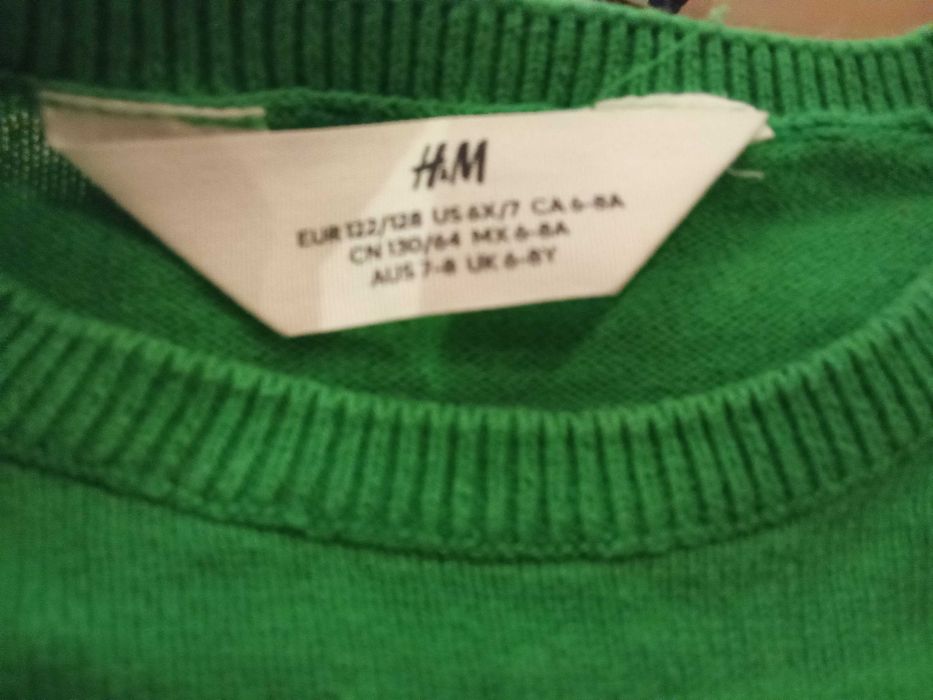 H&M
EUR 122/128 US 6X/7 CA 6-8A
CN 130/64 MX 6-8A
AUS 7-8 UK 6-8Y